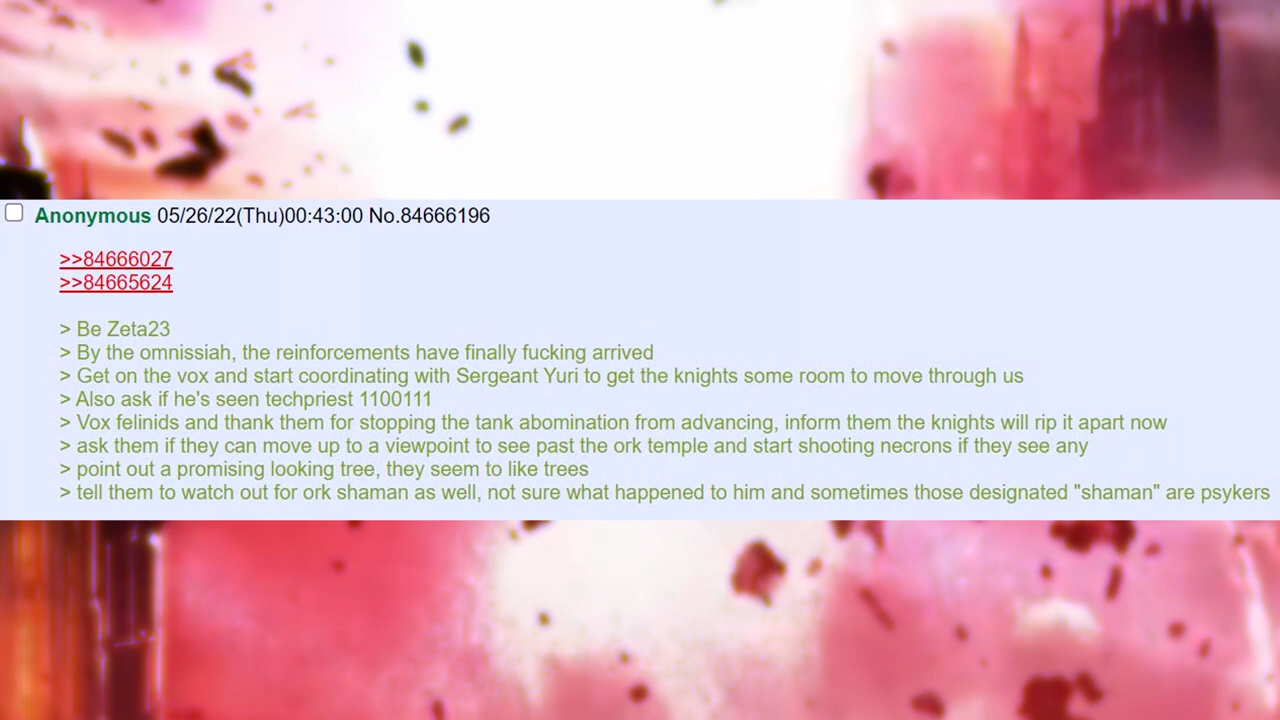 Anonymous 05/26/22(Thu)00:43:00 No.84666196
>>84666027
>>84665624
> Be Zeta23
> By the omnissiah, the reinforcements have finally fucking arrived
> Get on the vox and start coordinating with Sergeant Yuri to get the knights some room to move through us
> Also ask if he's seen techpriest 1100111
> Vox felinids and thank them for stopping the tank abomination from advancing, inform them the knights will rip it apart now
> ask them if they can move up to a viewpoint to see past the ork temple and start shooting necrons if they see any
> point out a promising looking tree, they seem to like trees
> tell them to watch out for ork shaman as well, not sure what happened to him and sometimes those designated "shaman" are psykers